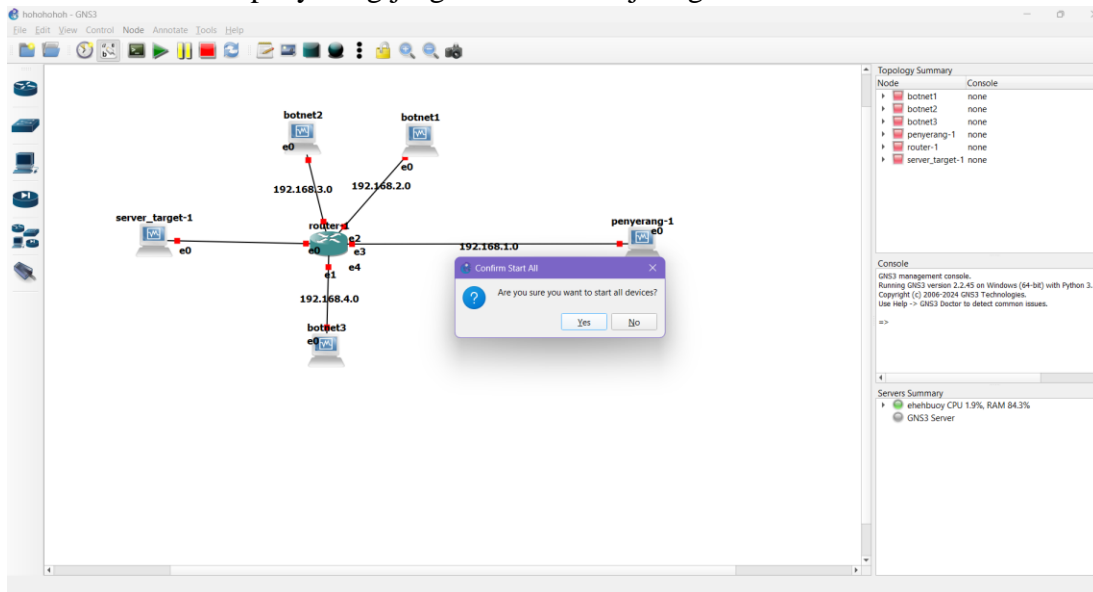 hohohohoh - GNS3
File Edit View Control Node Annotate Tools Help
botnet2
e0
botnet1
e0
192.168.3.0
192.168.2.0
server_target-1
e0
router-1
e0
e2
e3
e1
e4
192.168.1.0
penyerang-1
e0
192.168.4.0
botnet3
e0
Confirm Start All
Are you sure you want to start all devices?
Yes No
Topology Summary
Node Console
botnet1 none
botnet2 none
botnet3 none
penyerang-1 none
router-1 none
server_target-1 none
Console
GNS3 management console.
Running GNS3 version 2.2.45 on Windows (64-bit) with Python 3.
Copyright (c) 2006-2024 GNS3 Technologies.
Use Help -> GNS3 Doctor to detect common issues.
=>
Servers Summary
ehehbuoy CPU 1.9%, RAM 84.3%
GNS3 Server